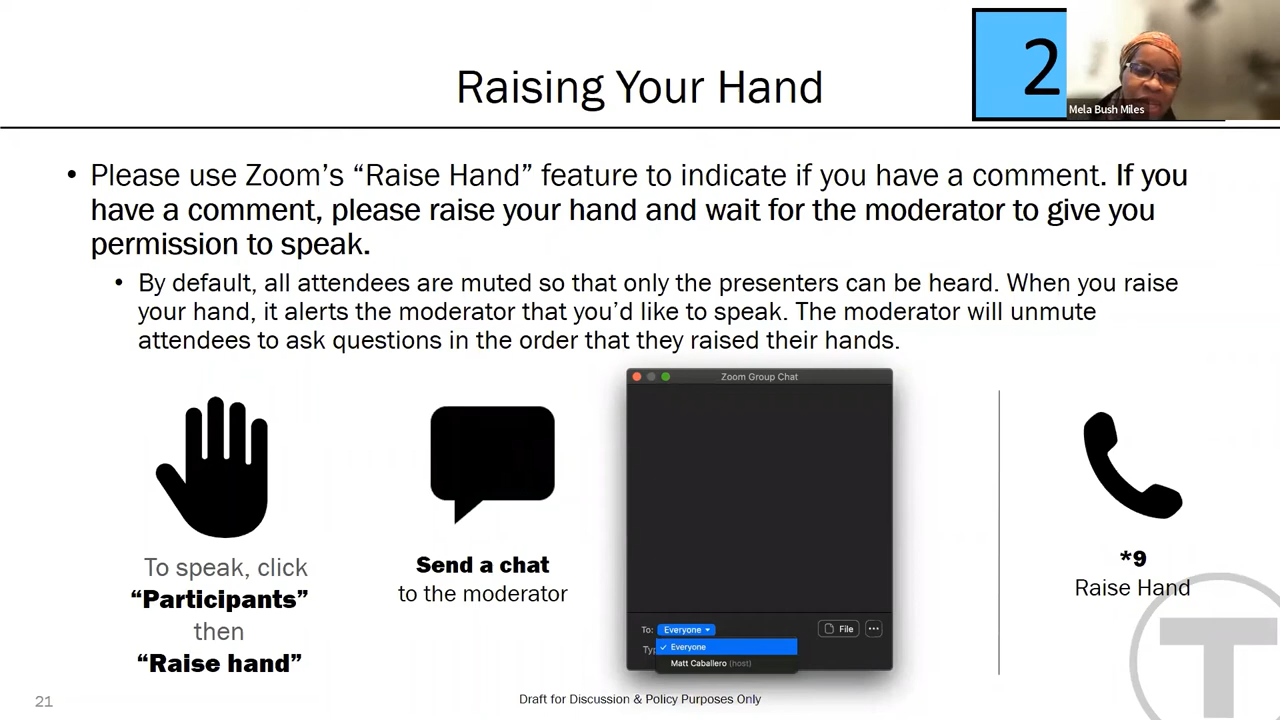 Raising Your Hand
2
Mela Bush Miles
• Please use Zoom’s “Raise Hand” feature to indicate if you have a comment. If you
have a comment, please raise your hand and wait for the moderator to give you
permission to speak.
• By default, all attendees are muted so that only the presenters can be heard. When you raise
your hand, it alerts the moderator that you’d like to speak. The moderator will unmute
attendees to ask questions in the order that they raised their hands.
To speak, click
“Participants”
then
“Raise hand”
Send a chat
to the moderator
Zoom Group Chat
To: Everyone
File
Everyone
Matt Caballero (host)
*9
Raise Hand
T
21
Draft for Discussion & Policy Purposes Only